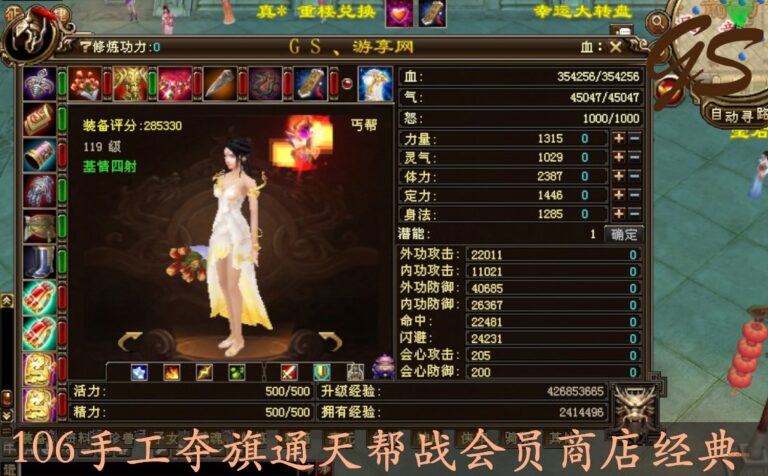 真* 重楼兑换
幸运大转盘
?修炼功力:0
GS、游享网
血:
GS
自动寻路
装备评分:285330
丐帮
119 级
基情四射
血: 354256/354256
气: 45047/45047
怒: 1000/1000
力量: 1315 0
灵气: 1029 0
体力: 2387 0
定力: 1446 0
身法: 1285 0
潜能: 1 确定
外功攻击: 22011 0
内功攻击: 11021 0
外功防御: 40685 0
内功防御: 26367 0
命中: 22481 0
闪避: 24231 0
会心攻击: 205 0
会心防御: 200 0
活力: 500/500 升级经验: 426853665
精力: 500/500 拥有经验: 2414496
106手工夺旗通天帮战会员商店经典